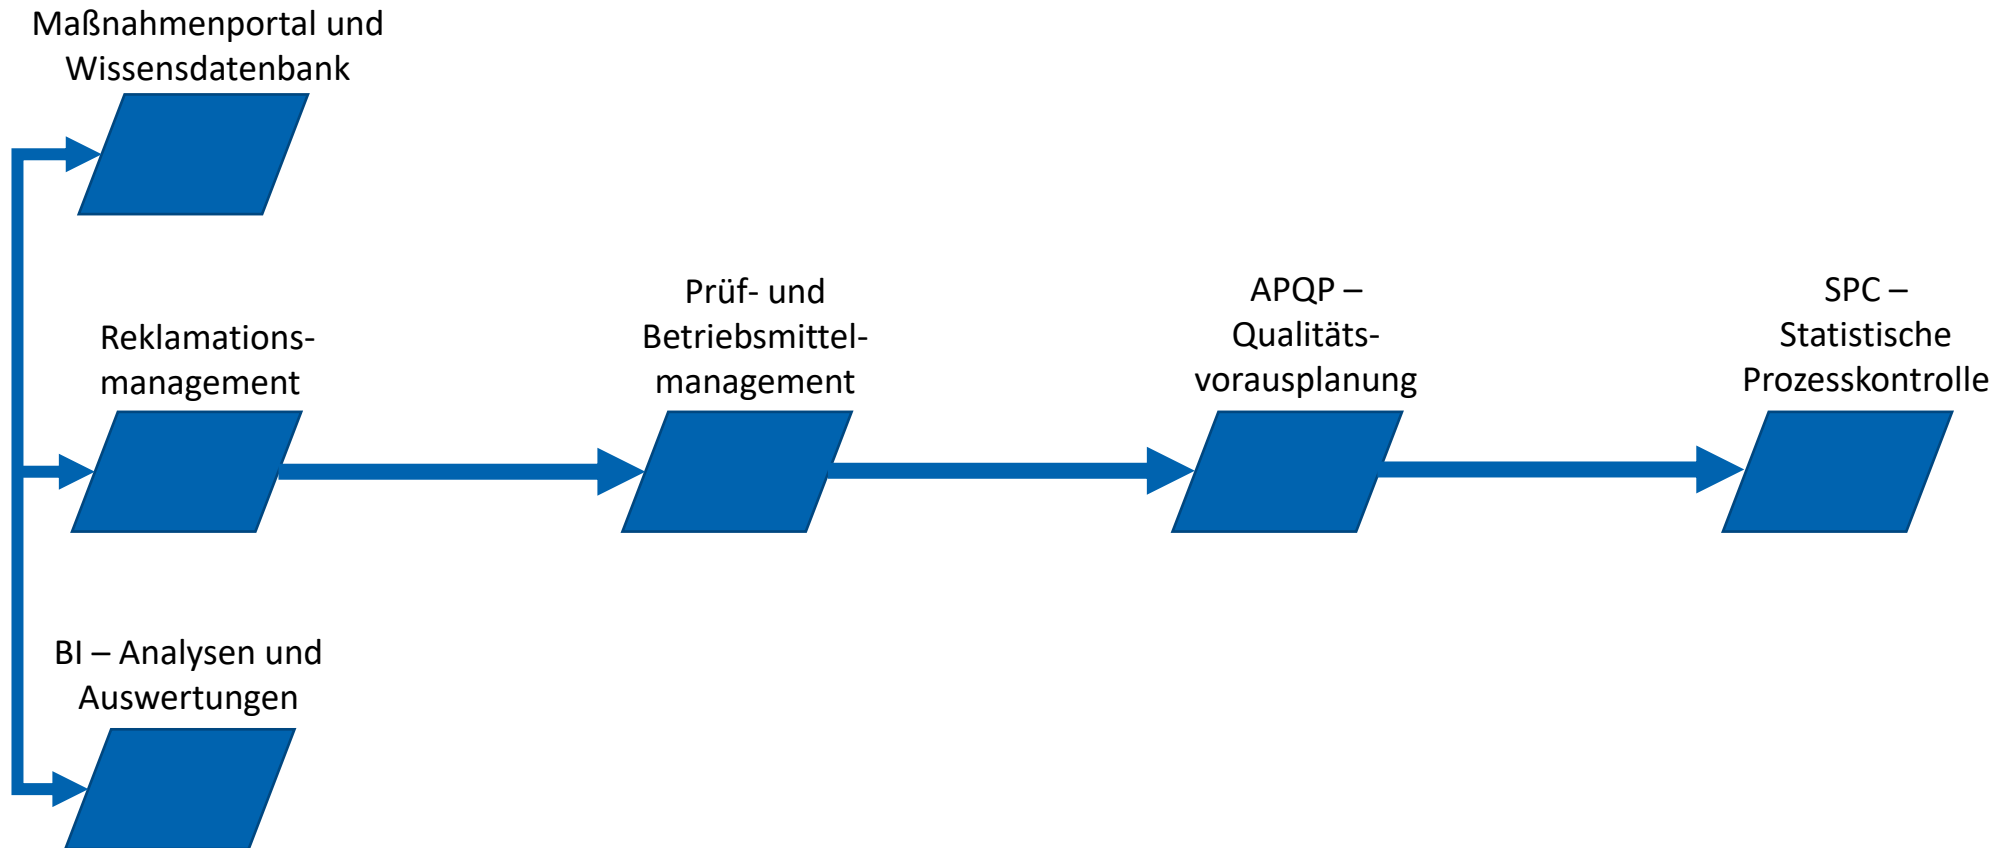 Maßnahmenportal und
Wissensdatenbank
Reklamations-
management
Prüf- und
Betriebsmittel-
management
APQP –
Qualitäts-
vorausplanung
SPC –
Statistische
Prozesskontrolle
BI – Analysen und
Auswertungen